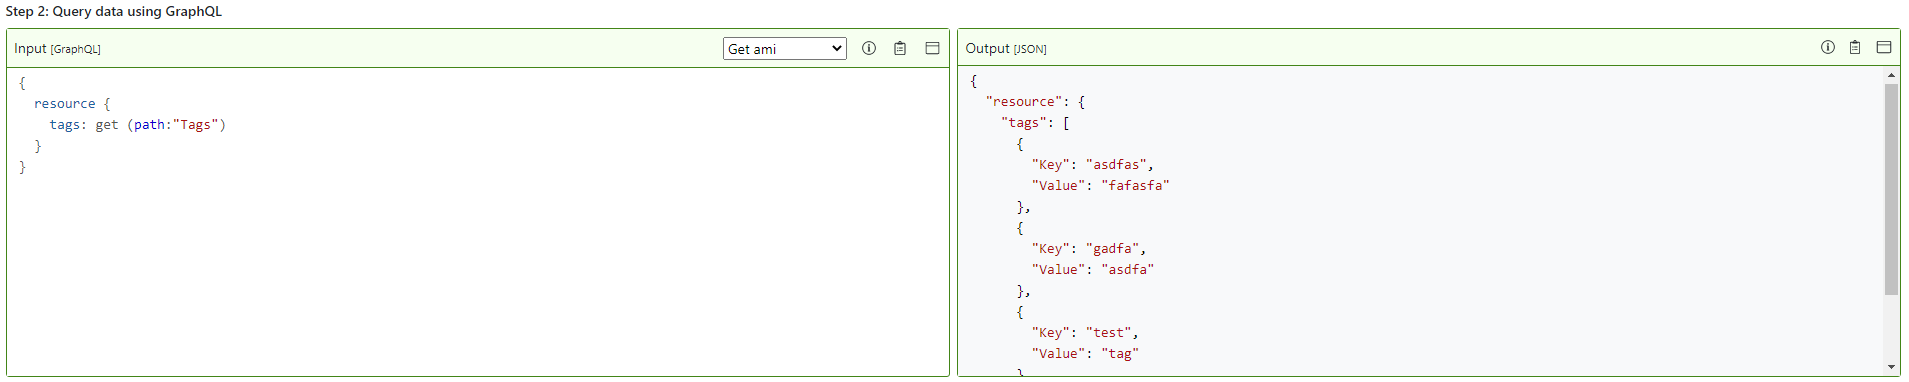 Step 2: Query data using GraphQL
Input [GraphQL]
Get ami
{
  resource {
    tags: get (path:"Tags")
  }
}
Output [JSON]
{
  "resource": {
    "tags": [
      {
        "Key": "asdfas",
        "Value": "fafasfa"
      },
      {
        "Key": "gadfa",
        "Value": "asdfa"
      },
      {
        "Key": "test",
        "Value": "tag"
      }